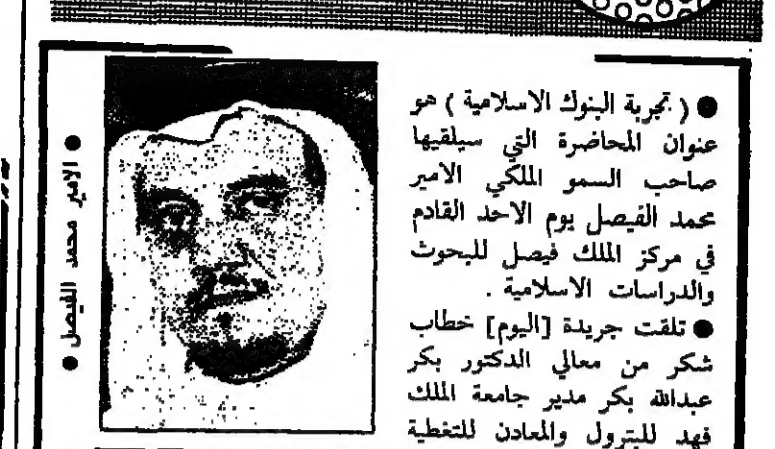 ● ( تجربة البنوك الاسلامية ) هو
عنوان المحاضرة التي سيلقيها
صاحب السمو الملكي الامير
محمد الفيصل يوم الاحد القادم
في مركز الملك فيصل للبحوث
والدراسات الاسلامية .
● تلقت جريدة [اليوم] خطاب
شكر من معالي الدكتور بكر
عبدالله بكر مدير جامعة الملك
فهد للبترول والمعادن للتغطية
● الامير محمد الفيصل ●